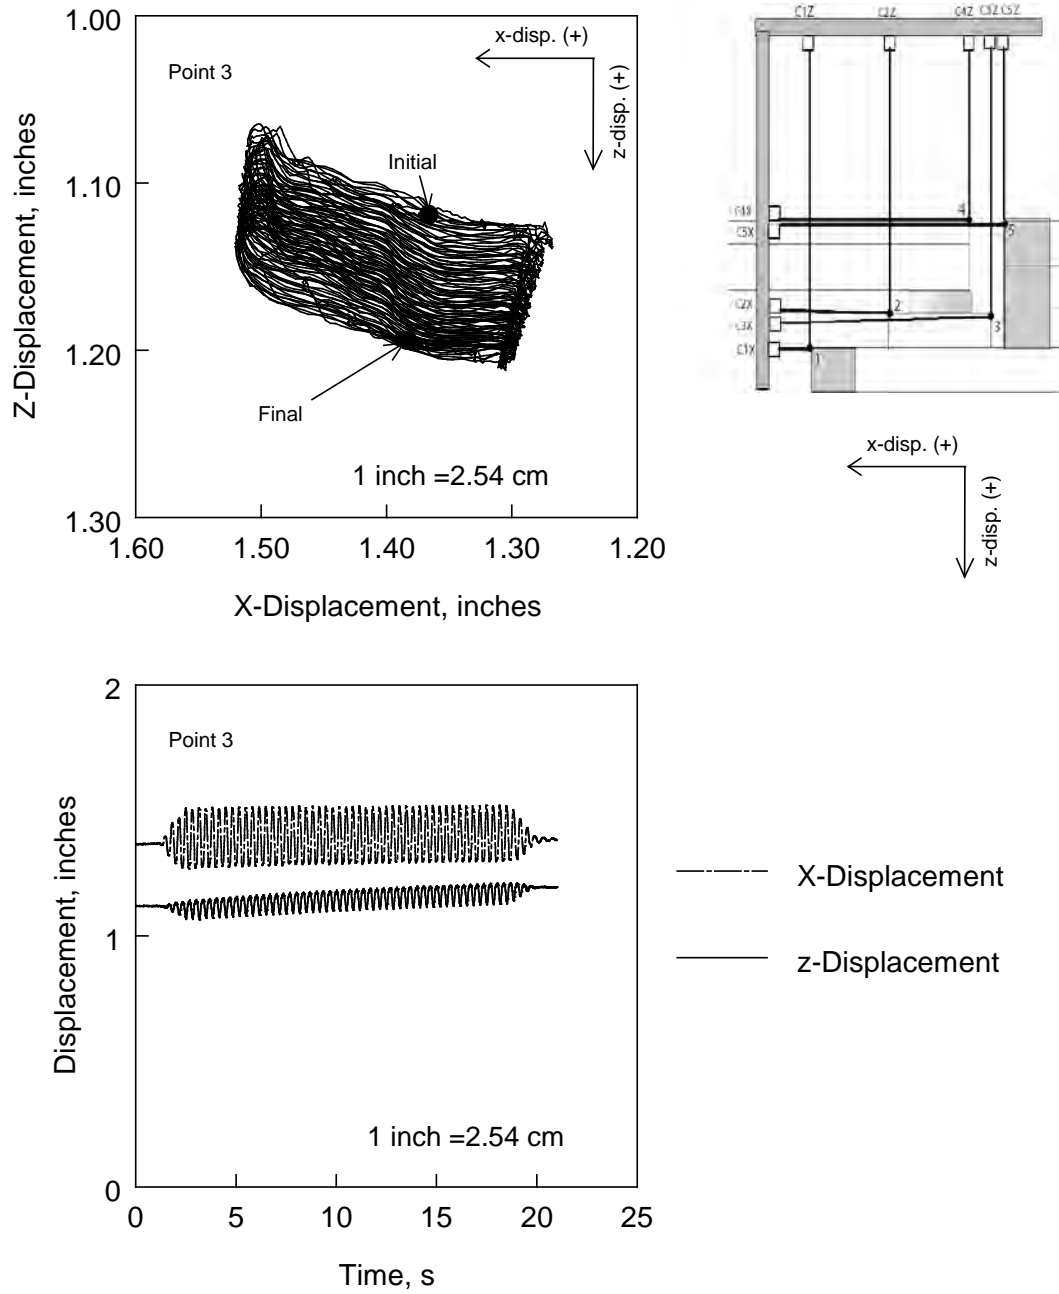 1.00
1.10
1.20
1.30
Z-Displacement, inches
Point 3
x-disp. (+)
z-disp. (+)
Initial
Final
1 inch =2.54 cm
1.60 1.50 1.40 1.30 1.20
X-Displacement, inches
C1Z C2Z C4Z C3Z C5Z
C4X
C5X
C2X
C3X
C1X
4
5
2
3
1
x-disp. (+)
z-disp. (+)
2
1
0
Displacement, inches
Point 3
1 inch =2.54 cm
0 5 10 15 20 25
Time, s
X-Displacement
z-Displacement